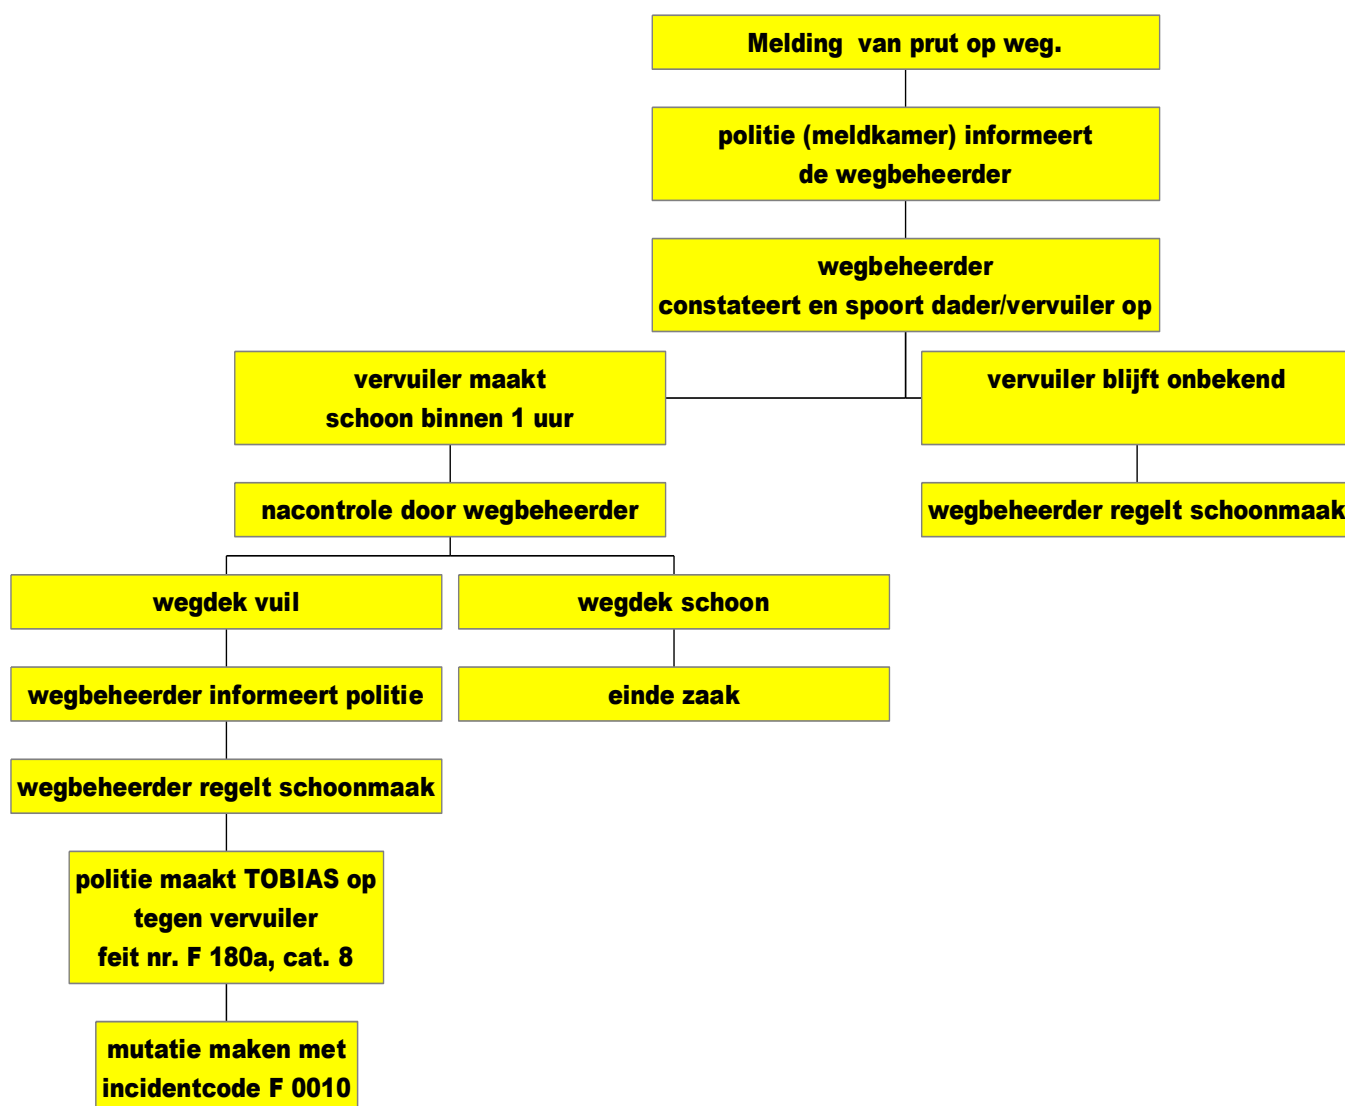 Melding van prut op weg.
politie (meldkamer) informeert
de wegbeheerder
wegbeheerder
constateert en spoort dader/vervuiler op
vervuiler maakt
schoon binnen 1 uur
vervuiler blijft onbekend
nacontrole door wegbeheerder
wegbeheerder regelt schoonmaak
wegdek vuil
wegdek schoon
wegbeheerder informeert politie
einde zaak
wegbeheerder regelt schoonmaak
politie maakt TOBIAS op
tegen vervuiler
feit nr. F 180a, cat. 8
mutatie maken met
incidentcode F 0010